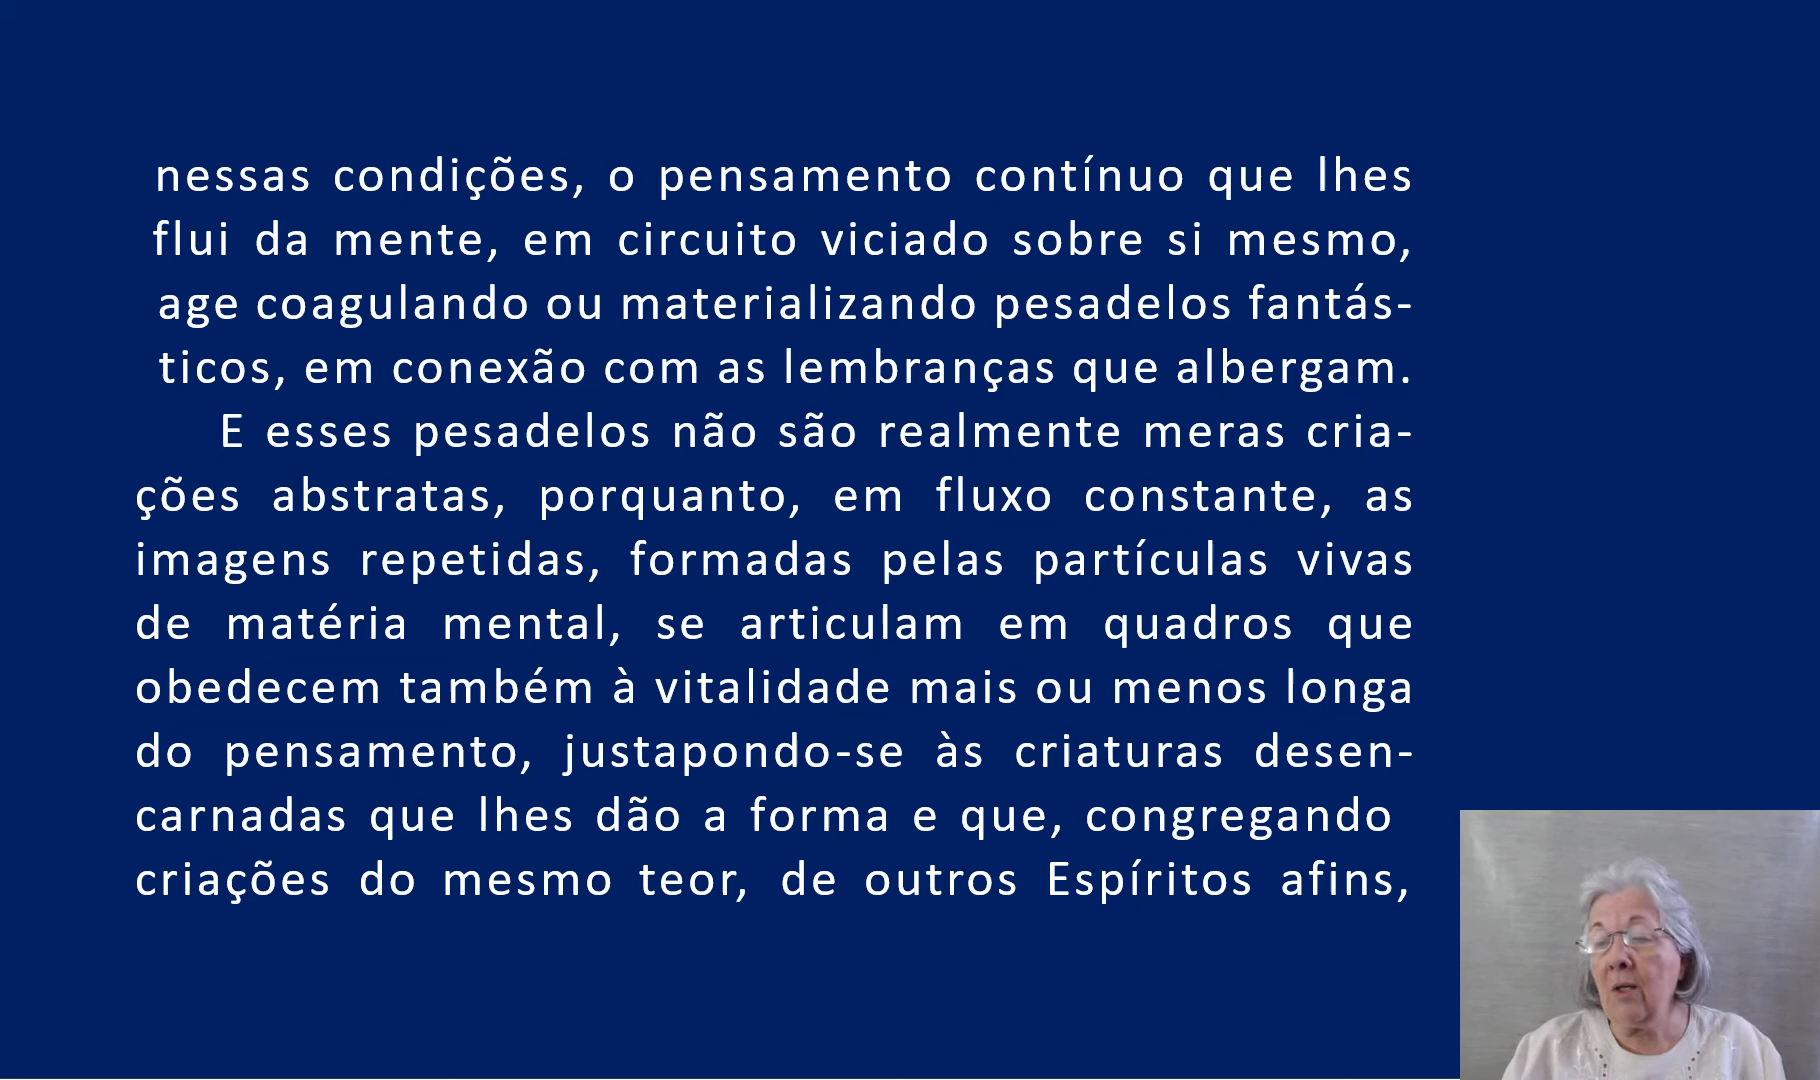 nessas condições, o pensamento contínuo que lhes
flui da mente, em circuito viciado sobre si mesmo,
age coagulando ou materializando pesadelos fantás-
ticos, em conexão com as lembranças que albergam.
E esses pesadelos não são realmente meras cria-
ções abstratas, porquanto, em fluxo constante, as
imagens repetidas, formadas pelas partículas vivas
de matéria mental, se articulam em quadros que
obedecem também à vitalidade mais ou menos longa
do pensamento, justapondo-se às criaturas desen-
carnadas que lhes dão a forma e que, congregando
criações do mesmo teor, de outros Espíritos afins,